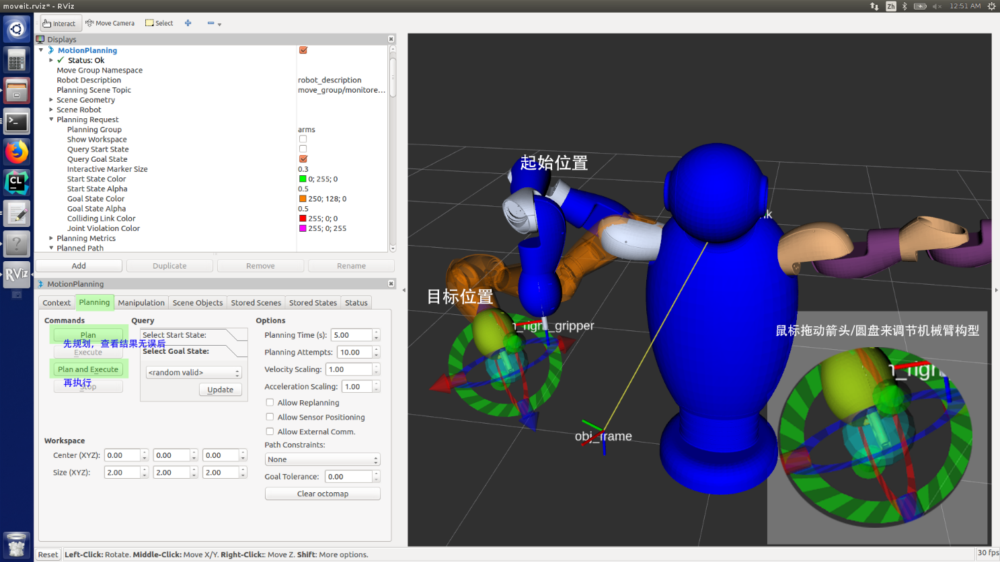 moveit.rviz* - RViz
Zh
12:51 AM
Interact
Move Camera
Select
Displays
MotionPlanning
Status: Ok
Move Group Namespace
Robot Description robot_description
Planning Scene Topic move_group/monitore...
Scene Geometry
Scene Robot
Planning Request
Planning Group arms
Show Workspace
Query Start State
Query Goal State
Interactive Marker Size 0.3
Start State Color 0; 255; 0
Start State Alpha 0.5
Goal State Color 250; 128; 0
Goal State Alpha 0.5
Colliding Link Color 255; 0; 0
Joint Violation Color 255; 0; 255
Planning Metrics
Planned Path
Add Duplicate Remove Rename
MotionPlanning
Context Planning Manipulation Scene Objects Stored Scenes Stored States Status
Commands
Plan
先规划，查看结果无误后
Execute
Plan and Execute
再执行
Stop
Query
Select Start State:
Select Goal State:
<random valid>
Update
Options
Planning Time (s): 5.00
Planning Attempts: 10.00
Velocity Scaling: 1.00
Acceleration Scaling: 1.00
Allow Replanning
Allow Sensor Positioning
Allow External Comm.
Path Constraints:
None
Goal Tolerance: 0.00
Clear octomap
Workspace
Center (XYZ): 0.00 0.00 0.00
Size (XYZ): 2.00 2.00 2.00
起始位置
目标位置
right_gripper
obj_frame
鼠标拖动箭头/圆盘来调节机械臂构型
CL
RViz
Reset
Left-Click: Rotate. Middle-Click: Move X/Y. Right-Click:: Move Z. Shift: More options.
30 fps